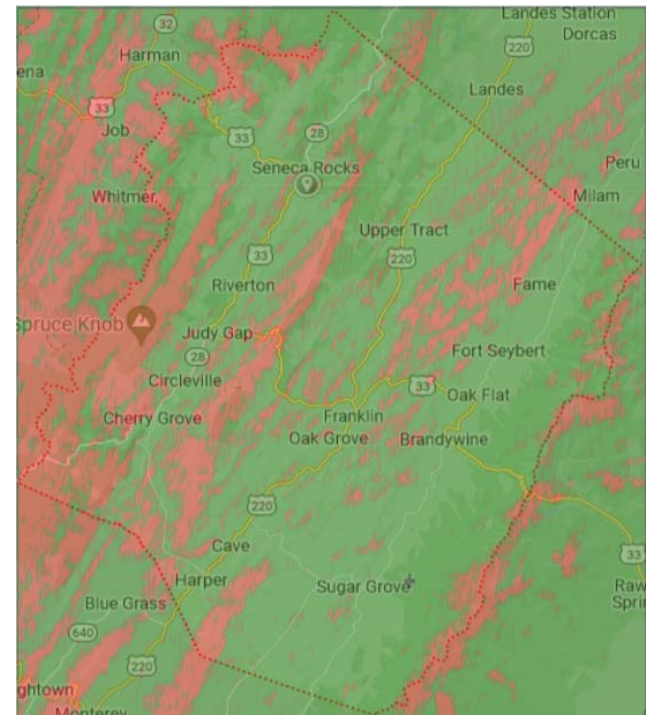 Landes Station
32
Dorcas
220
Harman
ena
Landes
33
Job
33
28
Seneca Rocks
Peru
Whitmer
Milam
Upper Tract
33
220
Riverton
Fame
Spruce Knob
Judy Gap
28
Fort Seybert
Circleville
33
Oak Flat
Cherry Grove
Franklin
Oak Grove
Brandywine
220
Cave
33
Harper
Sugar Grove
Raw
Blue Grass
Sprin
640
220
ghtown
Monterey